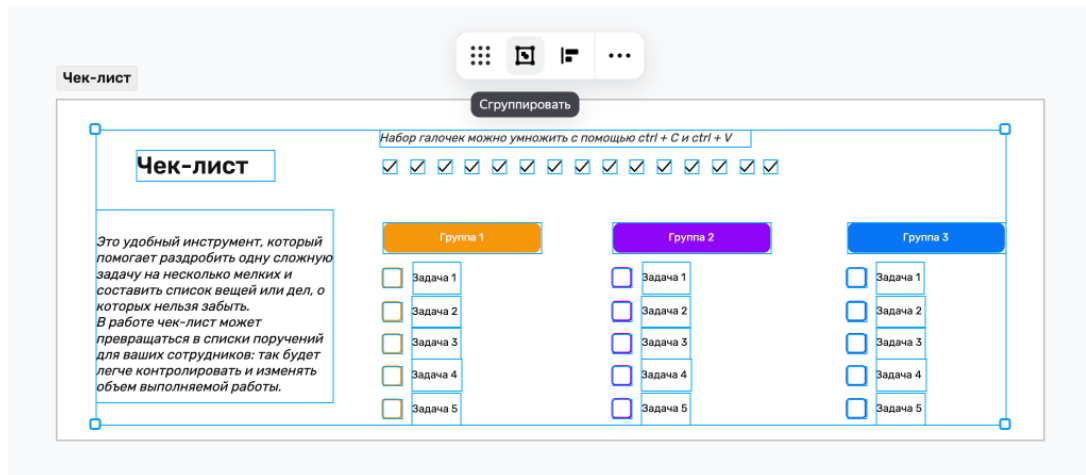 Чек-лист
Сгруппировать
Набор галочек можно умножить с помощью ctrl + C и ctrl + V
Чек-лист
Это удобный инструмент, который
помогает раздробить одну сложную
задачу на несколько мелких и
составить список вещей или дел, о
которых нельзя забыть.
В работе чек-лист может
превращаться в списки поручений
для ваших сотрудников: так будет
легче контролировать и изменять
объем выполняемой работы.
Группа 1
Задача 1
Задача 2
Задача 3
Задача 4
Задача 5
Группа 2
Задача 1
Задача 2
Задача 3
Задача 4
Задача 5
Группа 3
Задача 1
Задача 2
Задача 3
Задача 4
Задача 5